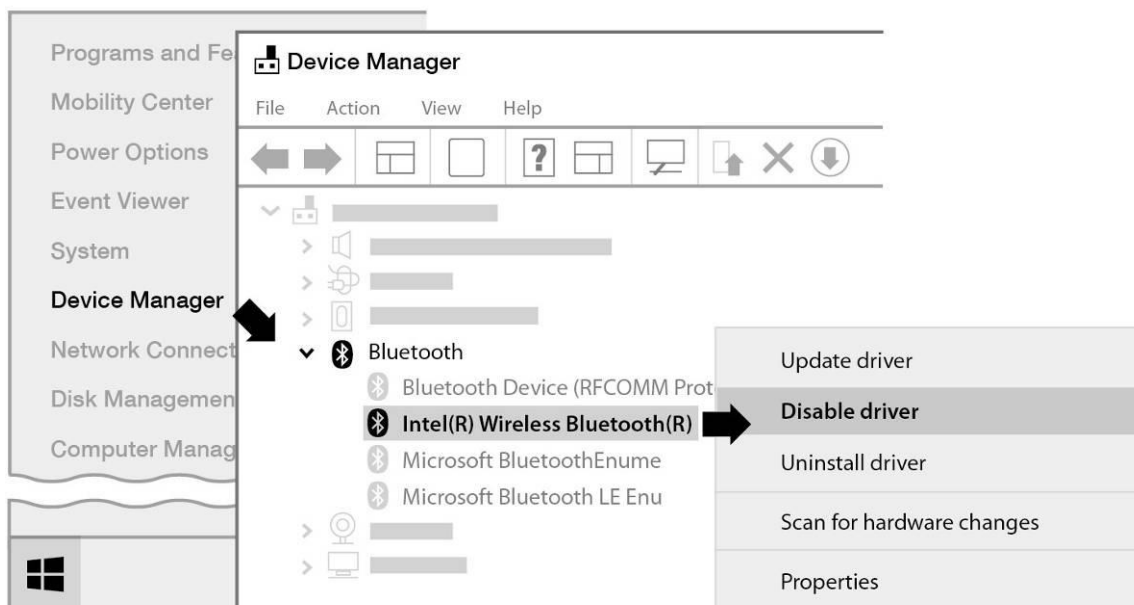 Programs and Fe
Mobility Center
Power Options
Event Viewer
System
Device Manager
Network Connect
Disk Managemen
Computer Manag
Device Manager
File Action View Help
?
Bluetooth
Bluetooth Device (RFCOMM Prot
Intel(R) Wireless Bluetooth(R)
Microsoft BluetoothEnume
Microsoft Bluetooth LE Enu
Update driver
Disable driver
Uninstall driver
Scan for hardware changes
Properties